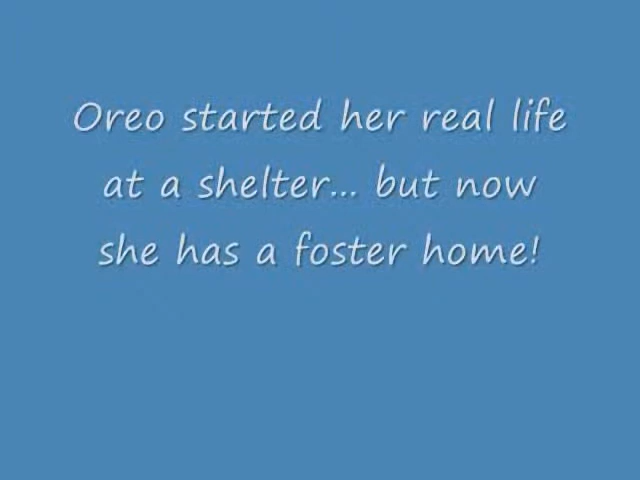 Oreo started her real life
at a shelter... but now
she has a foster home!